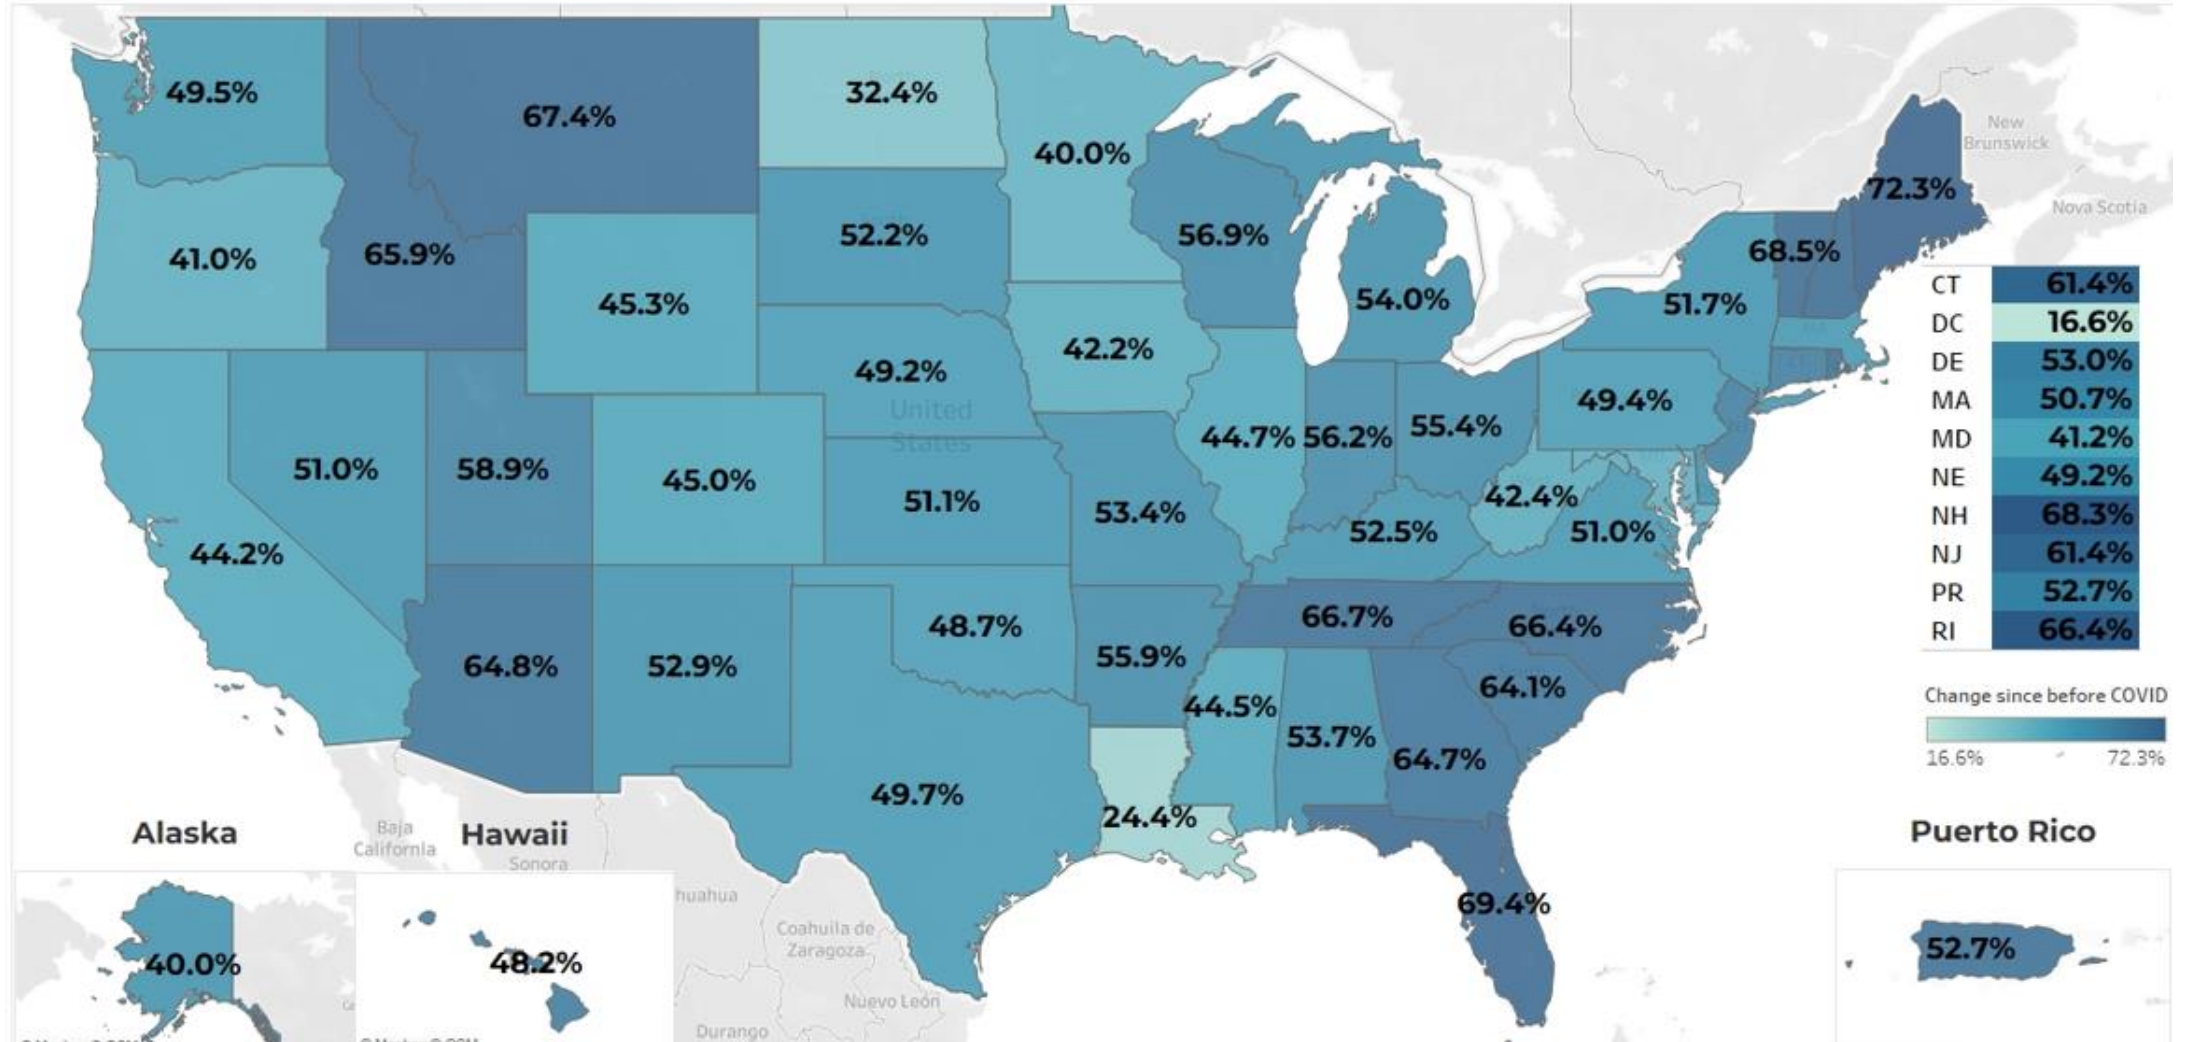 49.5%
67.4%
32.4%
40.0%
New
Brunswick
72.3%
Nova Scotia
41.0%
65.9%
45.3%
52.2%
56.9%
54.0%
68.5%
51.7%
42.2%
49.2%
United
States
49.4%
51.0%
58.9%
45.0%
51.1%
44.7%
56.2%
55.4%
42.4%
51.0%
44.2%
53.4%
52.5%
66.7%
66.4%
64.8%
52.9%
48.7%
55.9%
44.5%
53.7%
64.7%
64.1%
49.7%
24.4%
69.4%
CT 61.4%
DC 16.6%
DE 53.0%
MA 50.7%
MD 41.2%
NE 49.2%
NH 68.3%
NJ 61.4%
PR 52.7%
RI 66.4%
Change since before COVID
16.6% 72.3%
Alaska
40.0%
Baja
California
Hawaii
48.2%
Sonora
huahua
Coahuila de
Zaragoza
Nuevo León
Durango
Puerto Rico
52.7%